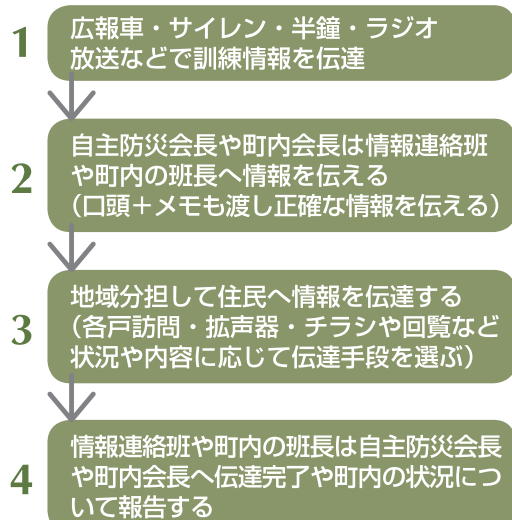 1
広報車・サイレン・半鐘・ラジオ
放送などで訓練情報を伝達
2
自主防災会長や町内会長は情報連絡班
や町内の班長へ情報を伝える
（口頭＋メモも渡し正確な情報を伝える）
3
地域分担して住民へ情報を伝達する
（各戸訪問・拡声器・チラシや回覧など
状況や内容に応じて伝達手段を選ぶ）
4
情報連絡班や町内の班長は自主防災会長
や町内会長へ伝達完了や町内の状況につ
いて報告する